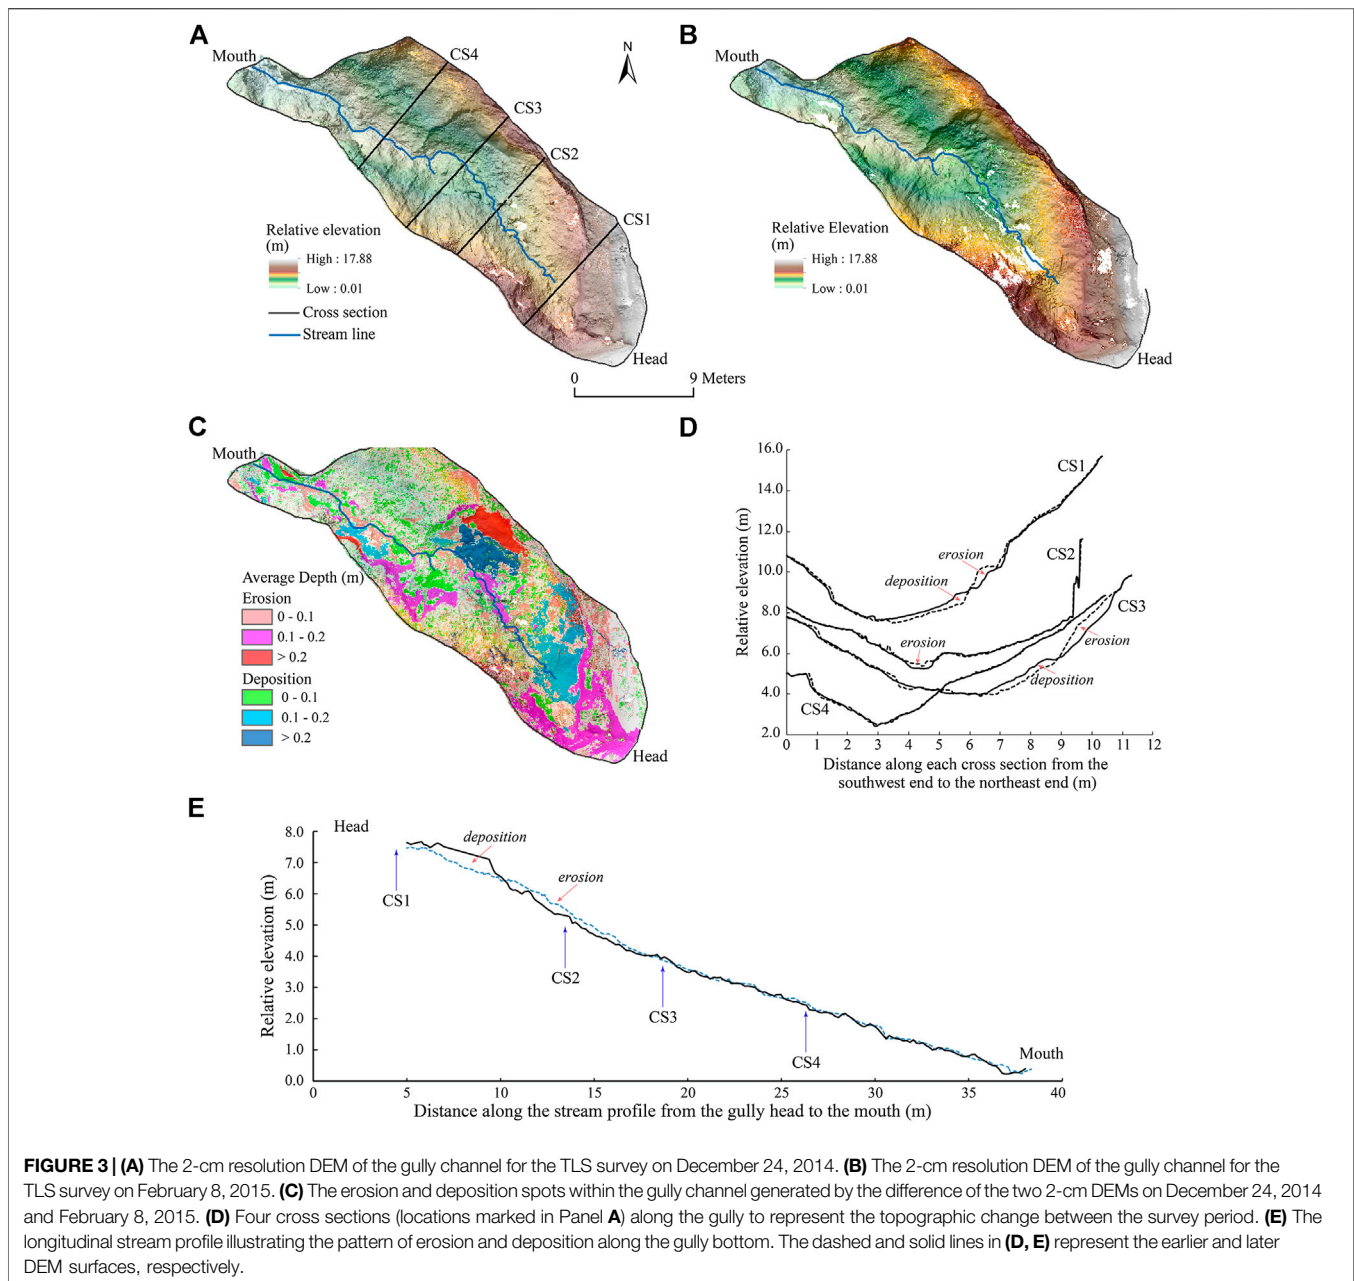 A
Mouth
CS4
CS3
CS2
CS1
N
Relative elevation
(m)
High : 17.88
Low : 0.01
Cross section
Stream line
Head
0 9 Meters
B
Mouth
Relative Elevation
(m)
High : 17.88
Low : 0.01
Head
C
Mouth
Average Depth (m)
Erosion
0 - 0.1
0.1 - 0.2
> 0.2
Deposition
0 - 0.1
0.1 - 0.2
> 0.2
Head
D
Relative elevation (m)
16.0
14.0
12.0
10.0
8.0
6.0
4.0
2.0
CS1
CS2
CS3
CS4
erosion
deposition
erosion
erosion
deposition
0 1 2 3 4 5 6 7 8 9 10 11 12
Distance along each cross section from the
southwest end to the northeast end (m)
E
Relative elevation (m)
8.0
7.0
6.0
5.0
4.0
3.0
2.0
1.0
0.0
Head
deposition
erosion
CS1
CS2
CS3
CS4
Mouth
0 5 10 15 20 25 30 35 40
Distance along the stream profile from the gully head to the mouth (m)
FIGURE 3 | (A) The 2-cm resolution DEM of the gully channel for the TLS survey on December 24, 2014. (B) The 2-cm resolution DEM of the gully channel for the
TLS survey on February 8, 2015. (C) The erosion and deposition spots within the gully channel generated by the difference of the two 2-cm DEMs on December 24, 2014
and February 8, 2015. (D) Four cross sections (locations marked in Panel A) along the gully to represent the topographic change between the survey period. (E) The
longitudinal stream profile illustrating the pattern of erosion and deposition along the gully bottom. The dashed and solid lines in (D, E) represent the earlier and later
DEM surfaces, respectively.